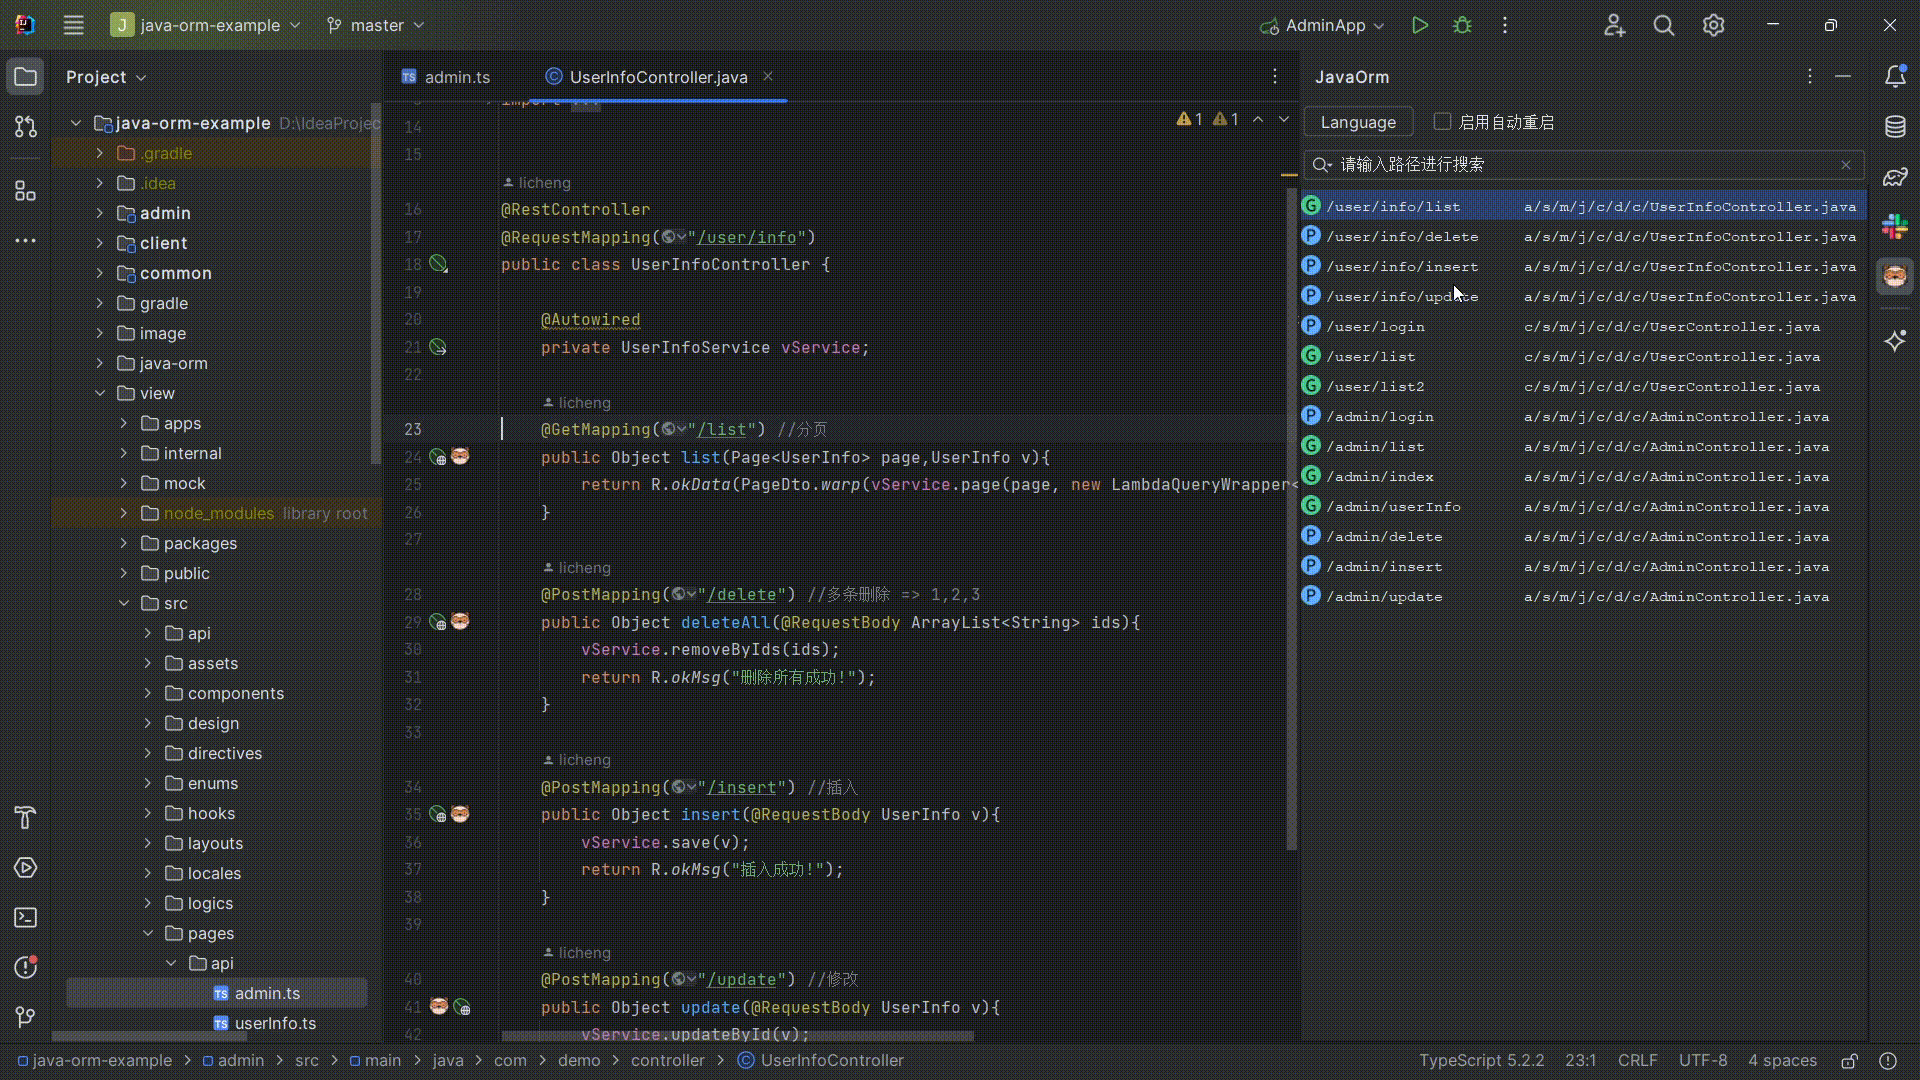 J java-orm-example master AdminApp
Project
java-orm-example D:\IdeaProjec
.gradle
.idea
admin
client
common
gradle
image
java-orm
view
apps
internal
mock
node_modules library root
packages
public
src
api
assets
components
design
directives
enums
hooks
layouts
locales
logics
pages
api
TS admin.ts
TS userInfo.ts
TS admin.ts
C UserInfoController.java
1 1
import ...
14
15
licheng
16 @RestController
17 @RequestMapping("/user/info")
18 public class UserInfoController {
19
20 @Autowired
21 private UserInfoService vService;
22
licheng
23 @GetMapping("/list") //分页
24 public Object list(Page<UserInfo> page,UserInfo v){
25 return R.okData(PageDto.warp(vService.page(page, new LambdaQueryWrapper<
26 }
27
licheng
28 @PostMapping("/delete") //多条删除 => 1,2,3
29 public Object deleteAll(@RequestBody ArrayList<String> ids){
30 vService.removeByIds(ids);
31 return R.okMsg("删除所有成功!");
32 }
33
licheng
34 @PostMapping("/insert") //插入
35 public Object insert(@RequestBody UserInfo v){
36 vService.save(v);
37 return R.okMsg("插入成功!");
38 }
39
licheng
40 @PostMapping("/update") //修改
41 public Object update(@RequestBody UserInfo v){
42 vService.updateById(v);
JavaOrm
Language 启用自动重启
请输入路径进行搜索
G /user/info/list a/s/m/j/c/d/c/UserInfoController.java
P /user/info/delete a/s/m/j/c/d/c/UserInfoController.java
P /user/info/insert a/s/m/j/c/d/c/UserInfoController.java
P /user/info/update a/s/m/j/c/d/c/UserInfoController.java
P /user/login c/s/m/j/c/d/c/UserController.java
G /user/list c/s/m/j/c/d/c/UserController.java
G /user/list2 c/s/m/j/c/d/c/UserController.java
P /admin/login a/s/m/j/c/d/c/AdminController.java
G /admin/list a/s/m/j/c/d/c/AdminController.java
G /admin/index a/s/m/j/c/d/c/AdminController.java
G /admin/userInfo a/s/m/j/c/d/c/AdminController.java
P /admin/delete a/s/m/j/c/d/c/AdminController.java
P /admin/insert a/s/m/j/c/d/c/AdminController.java
P /admin/update a/s/m/j/c/d/c/AdminController.java
java-orm-example > admin > src > main > java > com > demo > controller > C UserInfoController
TypeScript 5.2.2 23:1 CRLF UTF-8 4 spaces